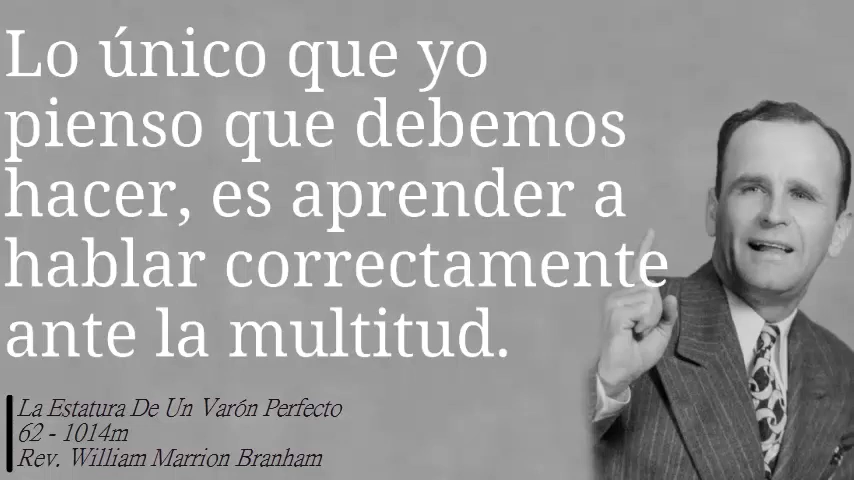 Lo único que yo
pienso que debemos
hacer, es aprender a
hablar correctamente
ante la multitud.
La Estatura De Un Varón Perfecto
62 - 1014m
Rev. William Marrion Branham